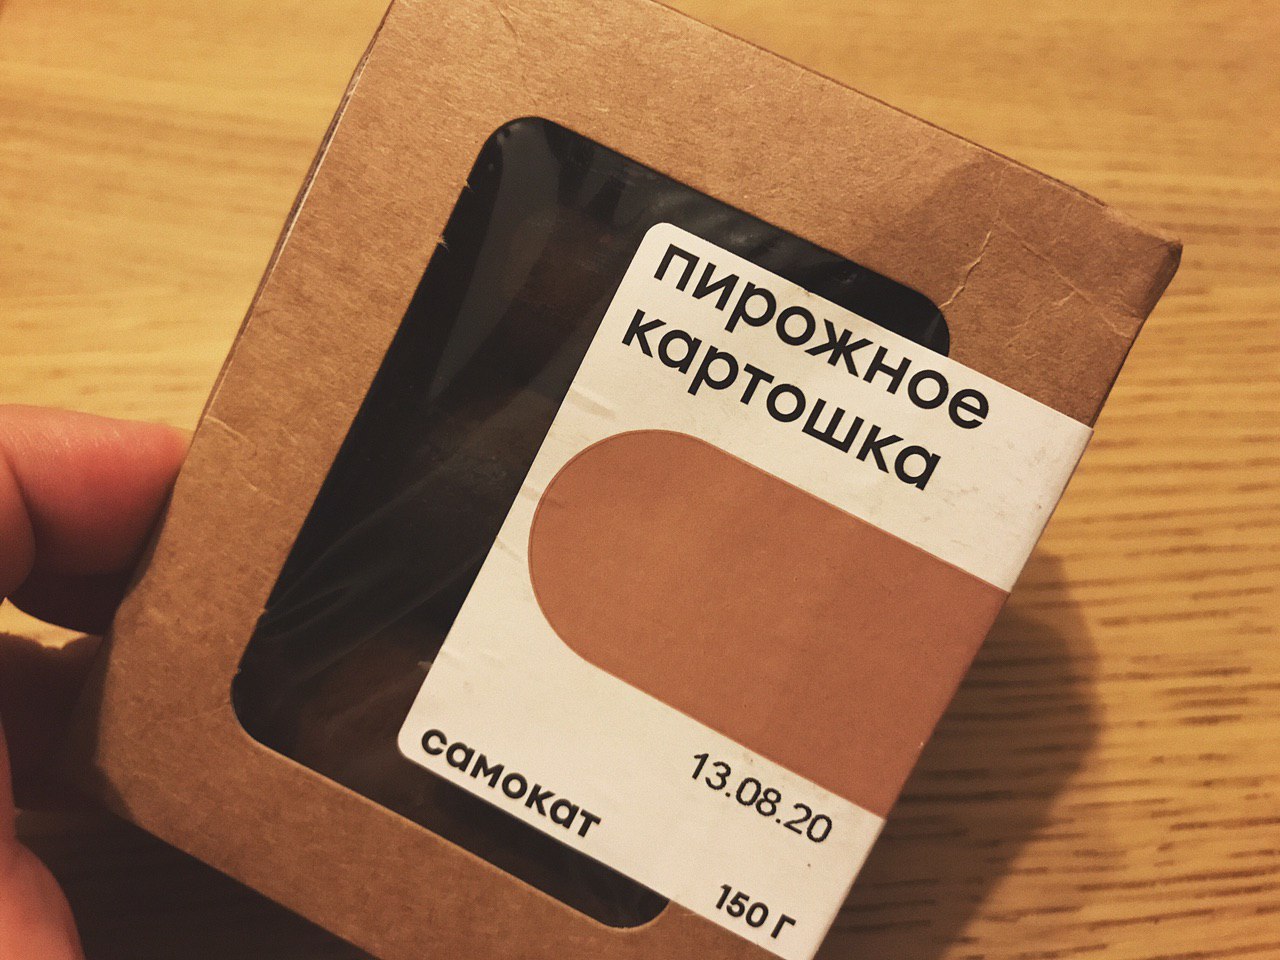 пирожное
картошка
самокат
13.08.20
150 г